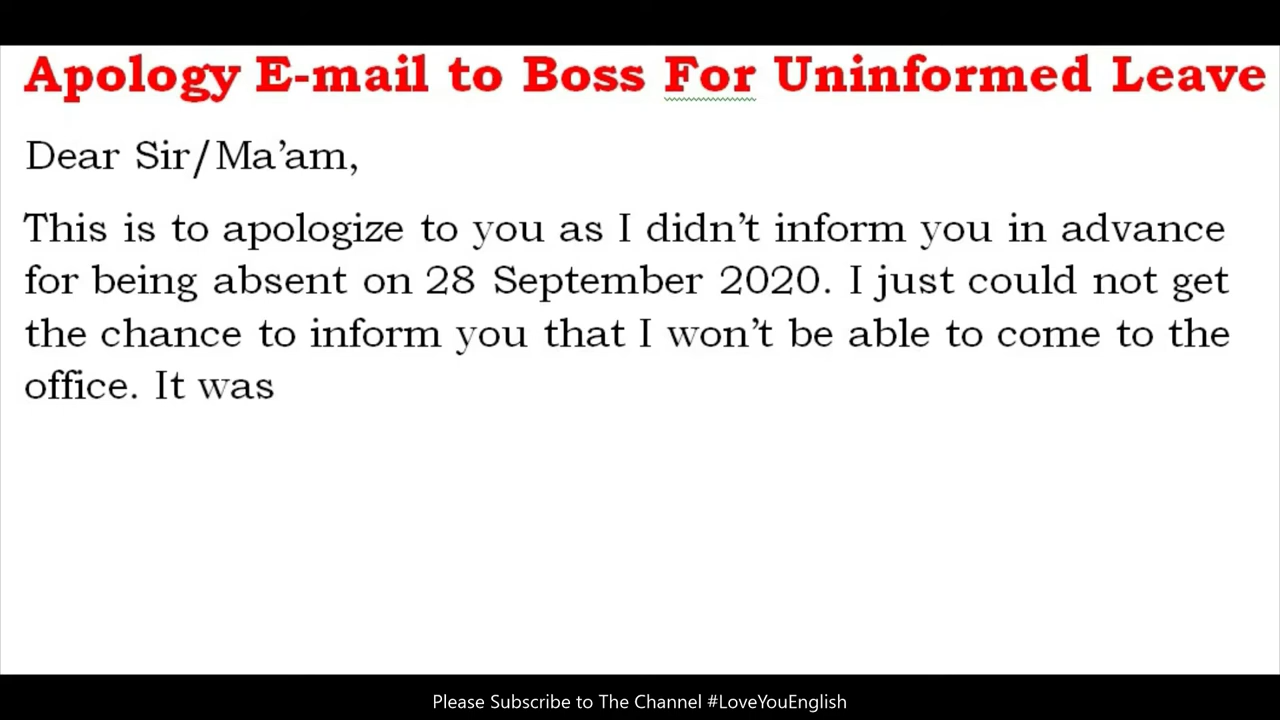 Apology E-mail to Boss For Uninformed Leave
Dear Sir/Ma’am,
This is to apologize to you as I didn’t inform you in advance
for being absent on 28 September 2020. I just could not get
the chance to inform you that I won’t be able to come to the
office. It was
Please Subscribe to The Channel #LoveYouEnglish